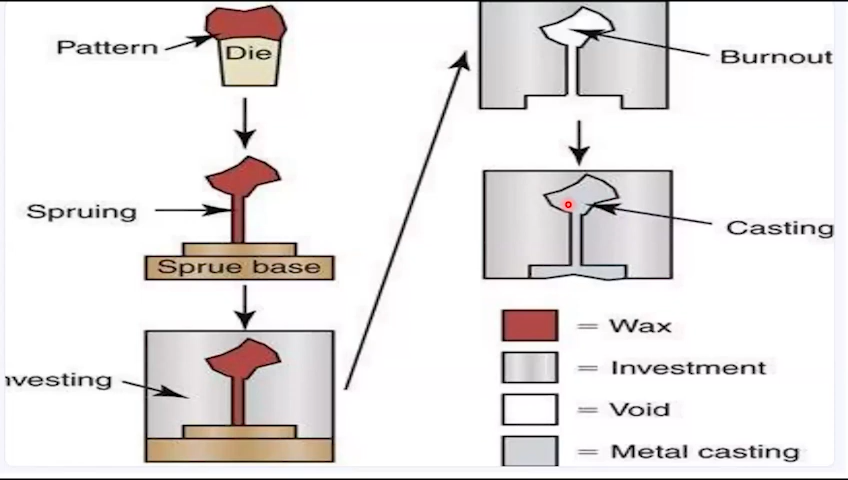 Pattern
Die
Spruing
Sprue base
nvesting
Burnout
Casting
= Wax
= Investment
= Void
= Metal casting